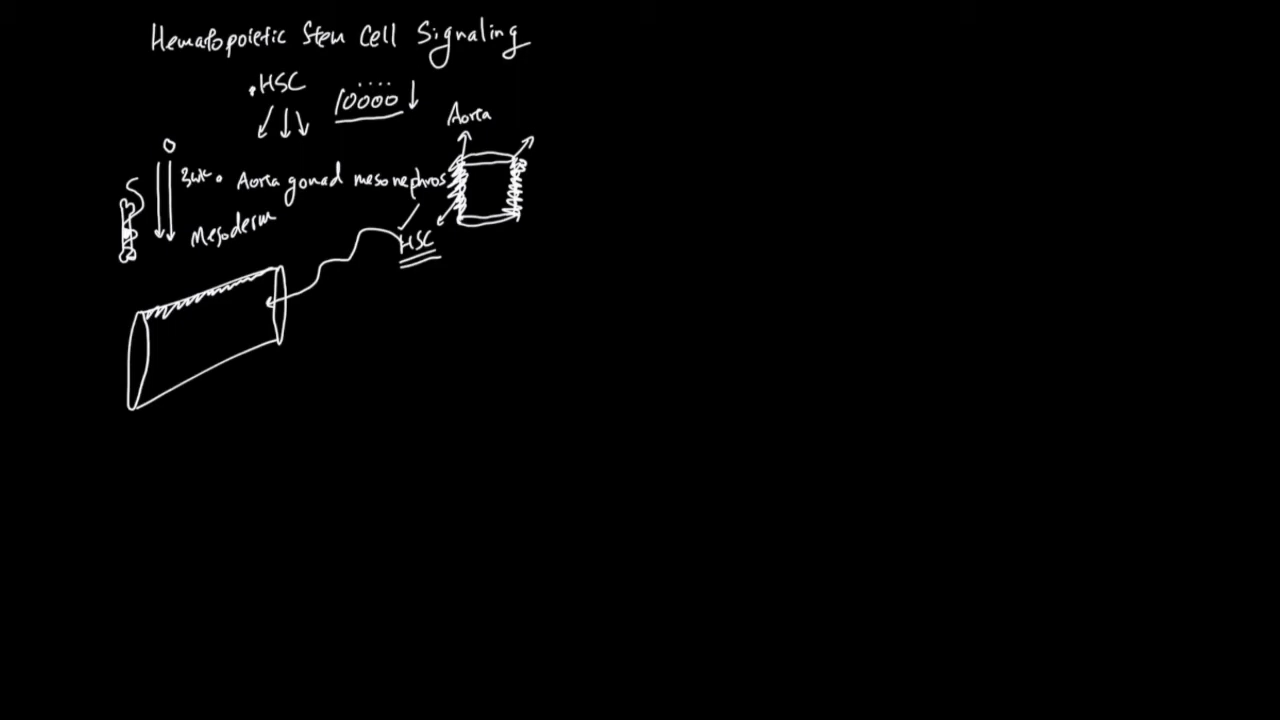 Hematopoietic Stem Cell Signaling
HSC
10000
Aorta
3wk. Aorta gonad mesonephros
Mesoderm
HSC